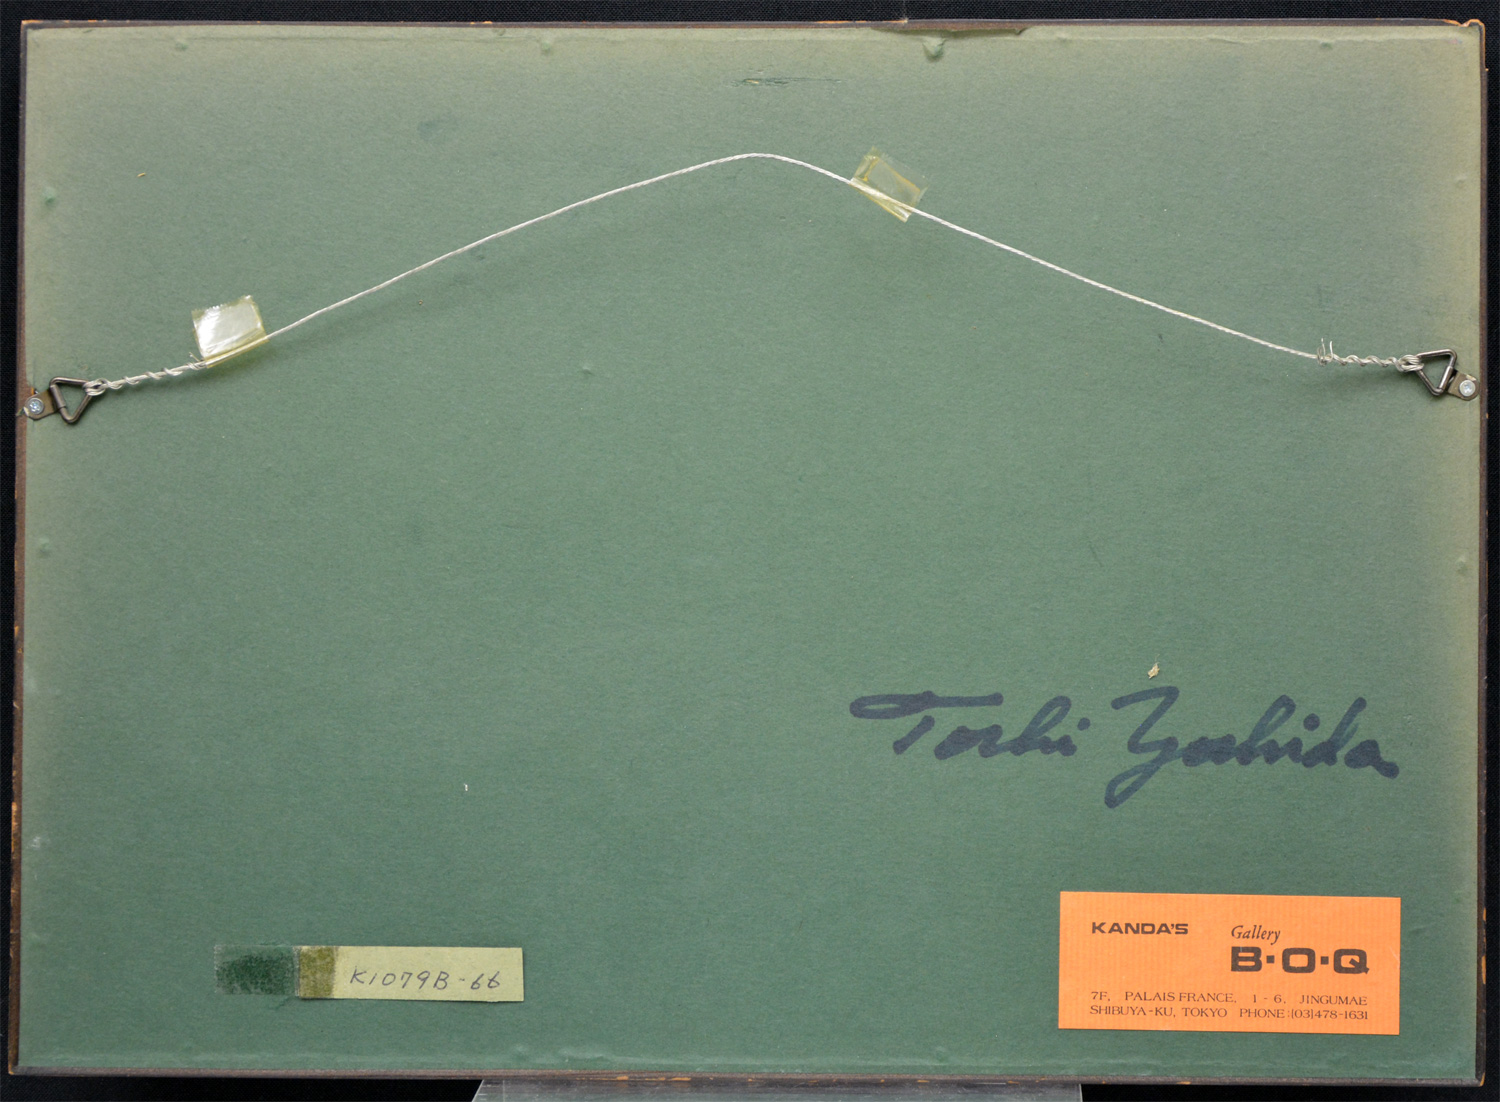 Toshi Yoshida
K1079B-66
KANDA'S
Gallery
B·O·Q
7F, PALAIS FRANCE, 1 - 6, JINGUMAE
SHIBUYA-KU, TOKYO PHONE:(03)478-1631